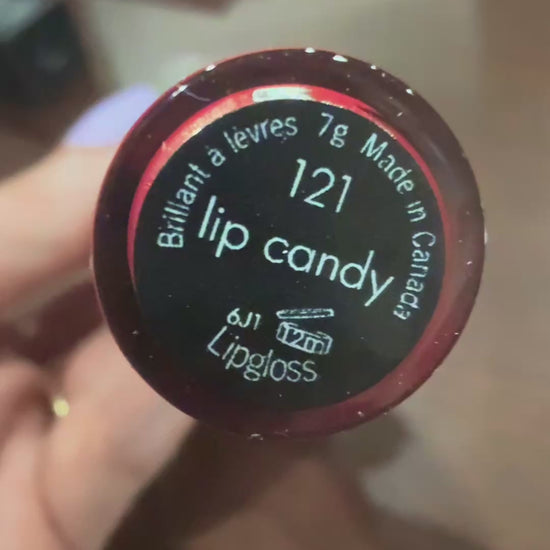 Brillant à lèvres 7g Made in Canada
121
lip candy
6J1 12m
Lipgloss